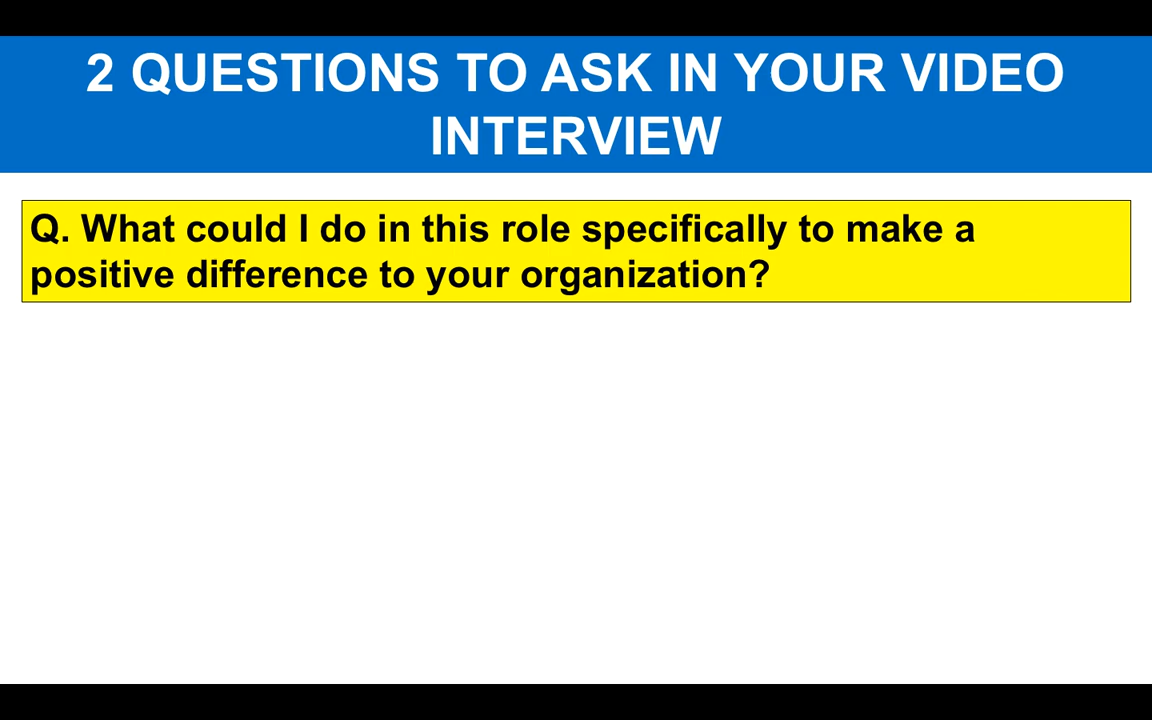 2 QUESTIONS TO ASK IN YOUR VIDEO
INTERVIEW
Q. What could I do in this role specifically to make a
positive difference to your organization?